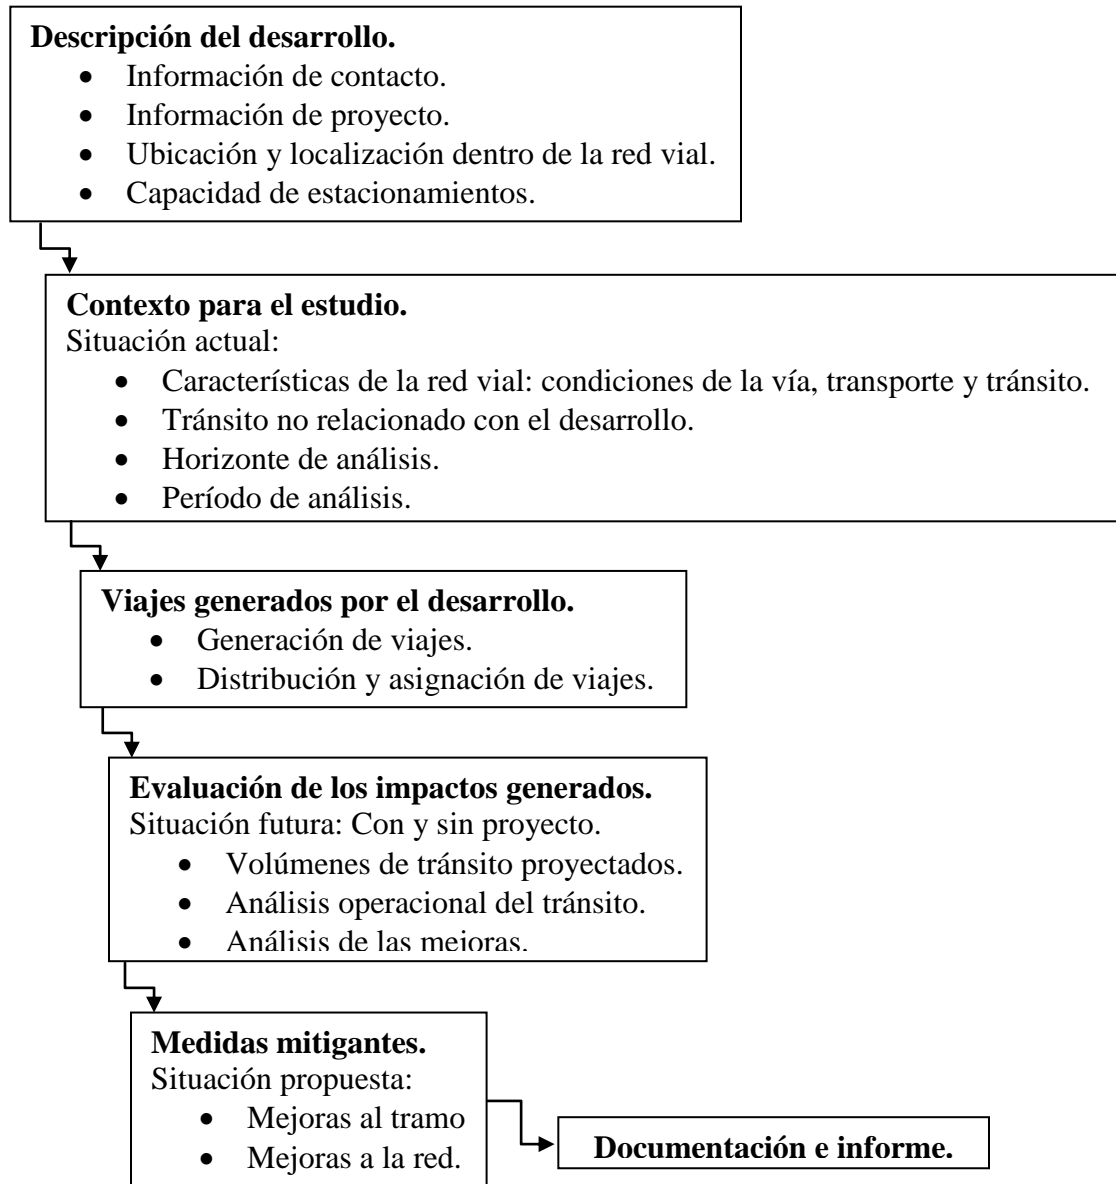 Descripción del desarrollo.
• Información de contacto.
• Información de proyecto.
• Ubicación y localización dentro de la red vial.
• Capacidad de estacionamientos.
Contexto para el estudio.
Situación actual:
• Características de la red vial: condiciones de la vía, transporte y tránsito.
• Tránsito no relacionado con el desarrollo.
• Horizonte de análisis.
• Período de análisis.
Viajes generados por el desarrollo.
• Generación de viajes.
• Distribución y asignación de viajes.
Evaluación de los impactos generados.
Situación futura: Con y sin proyecto.
• Volúmenes de tránsito proyectados.
• Análisis operacional del tránsito.
• Análisis de las mejoras.
Medidas mitigantes.
Situación propuesta:
• Mejoras al tramo
• Mejoras a la red.
Documentación e informe.